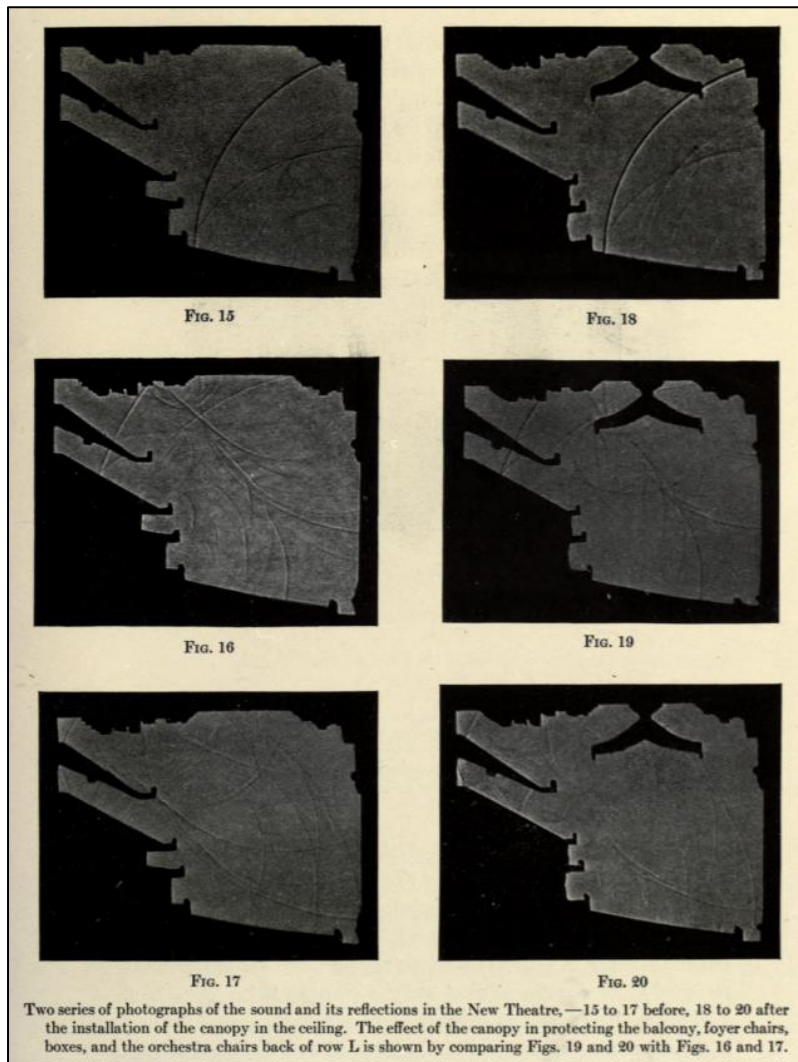 FIG. 15
FIG. 18
FIG. 16
FIG. 19
FIG. 17
FIG. 20
Two series of photographs of the sound and its reflections in the New Theatre,—15 to 17 before, 18 to 20 after
the installation of the canopy in the ceiling. The effect of the canopy in protecting the balcony, foyer chairs,
boxes, and the orchestra chairs back of row L is shown by comparing Figs. 19 and 20 with Figs. 16 and 17.